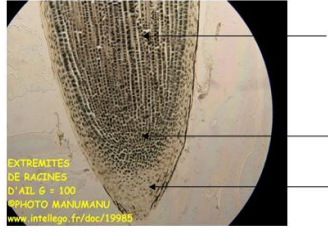 EXTREMITES
DE RACINES
D'AIL G = 100
©PHOTO MANUMANU
www.intellego.fr/doc/19985